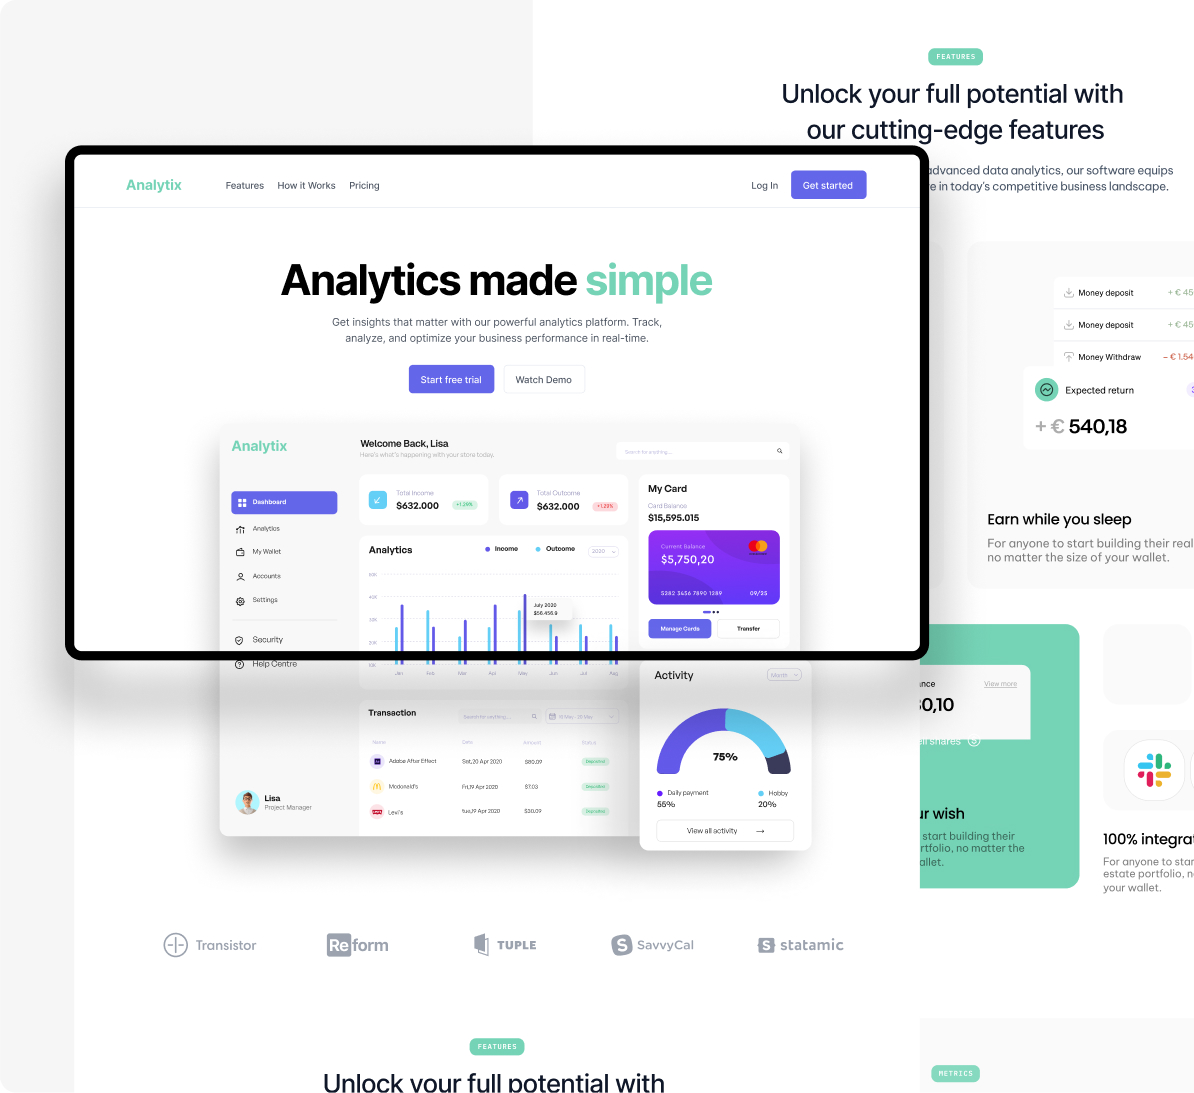 FEATURES
Unlock your full potential with
our cutting-edge features
advanced data analytics, our software equips
e in today's competitive business landscape.
Analytix
Features
How it Works
Pricing
Log In
Get started
Analytics made simple
Get insights that matter with our powerful analytics platform. Track,
analyze, and optimize your business performance in real-time.
Start free trial
Watch Demo
Analytix
Dashboard
Analytics
My Wallet
Accounts
Settings
Security
Help Centre
Lisa
Project Manager
Welcome Back, Lisa
Here's what's happening with your store today.
Search for anything...
Total Income
$632.000
+1.29%
Total Outcome
$632.000
+1.29%
Analytics
Income
Outcome
2020
50K
40K
30K
20K
10K
July 2020
$56.456.9
Jan
Feb
Mar
Apr
May
Jun
Jul
Aug
My Card
Card Balance
$15,595.015
Current Balance
$5,750,20
5282 3456 7890 1289
09/25
Manage Cards
Transfer
Transaction
Search for anything...
10 May - 20 May
Name
Date
Amount
Status
Adobe After Effect
Sat,20 Apr 2020
$80.09
Deposited
Mcdonald's
Fri,19 Apr 2020
$7.03
Deposited
Levi's
tue,19 Apr 2020
$30.09
Deposited
Activity
Month
75%
Daily payment
55%
Hobby
20%
View all activity
Money deposit
+ € 45
Money deposit
+ € 45
Money Withdraw
- € 1.54
Expected return
+ € 540,18
Earn while you sleep
For anyone to start building their real
no matter the size of your wallet.
nce
View more
0,10
ll shares
ur wish
start building their
rtfolio, no matter the
allet.
100% integrat
For anyone to star
estate portfolio, n
your wallet.
Transistor
Reform
TUPLE
SavvyCal
statamic
FEATURES
Unlock your full potential with
METRICS